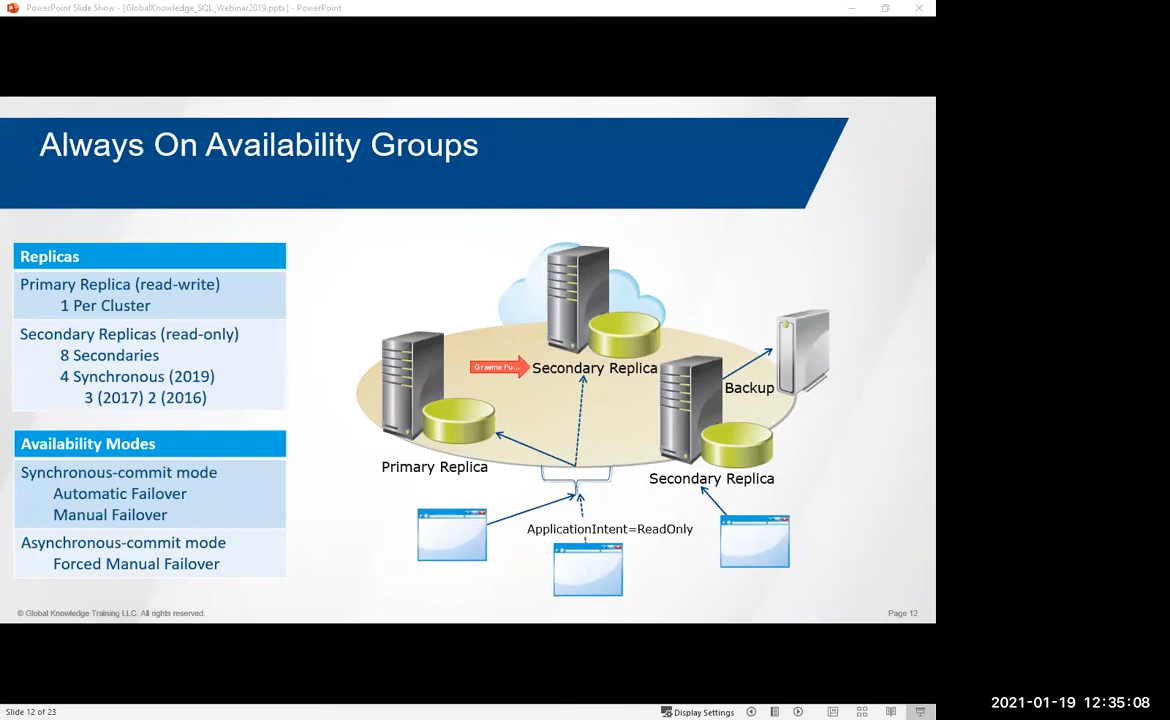 PowerPoint Slide Show - [GlobalKnowledge_SQL_Webinar2019.pptx] - PowerPoint
Always On Availability Groups
Replicas
Primary Replica (read-write)
1 Per Cluster
Secondary Replicas (read-only)
8 Secondaries
4 Synchronous (2019)
3 (2017) 2 (2016)
Availability Modes
Synchronous-commit mode
Automatic Failover
Manual Failover
Asynchronous-commit mode
Forced Manual Failover
Graeme Pu...
Secondary Replica
Backup
Primary Replica
Secondary Replica
ApplicationIntent=ReadOnly
© Global Knowledge Training LLC. All rights reserved.
Page 12
2021-01-19 12:35:08
Slide 12 of 23
Display Settings